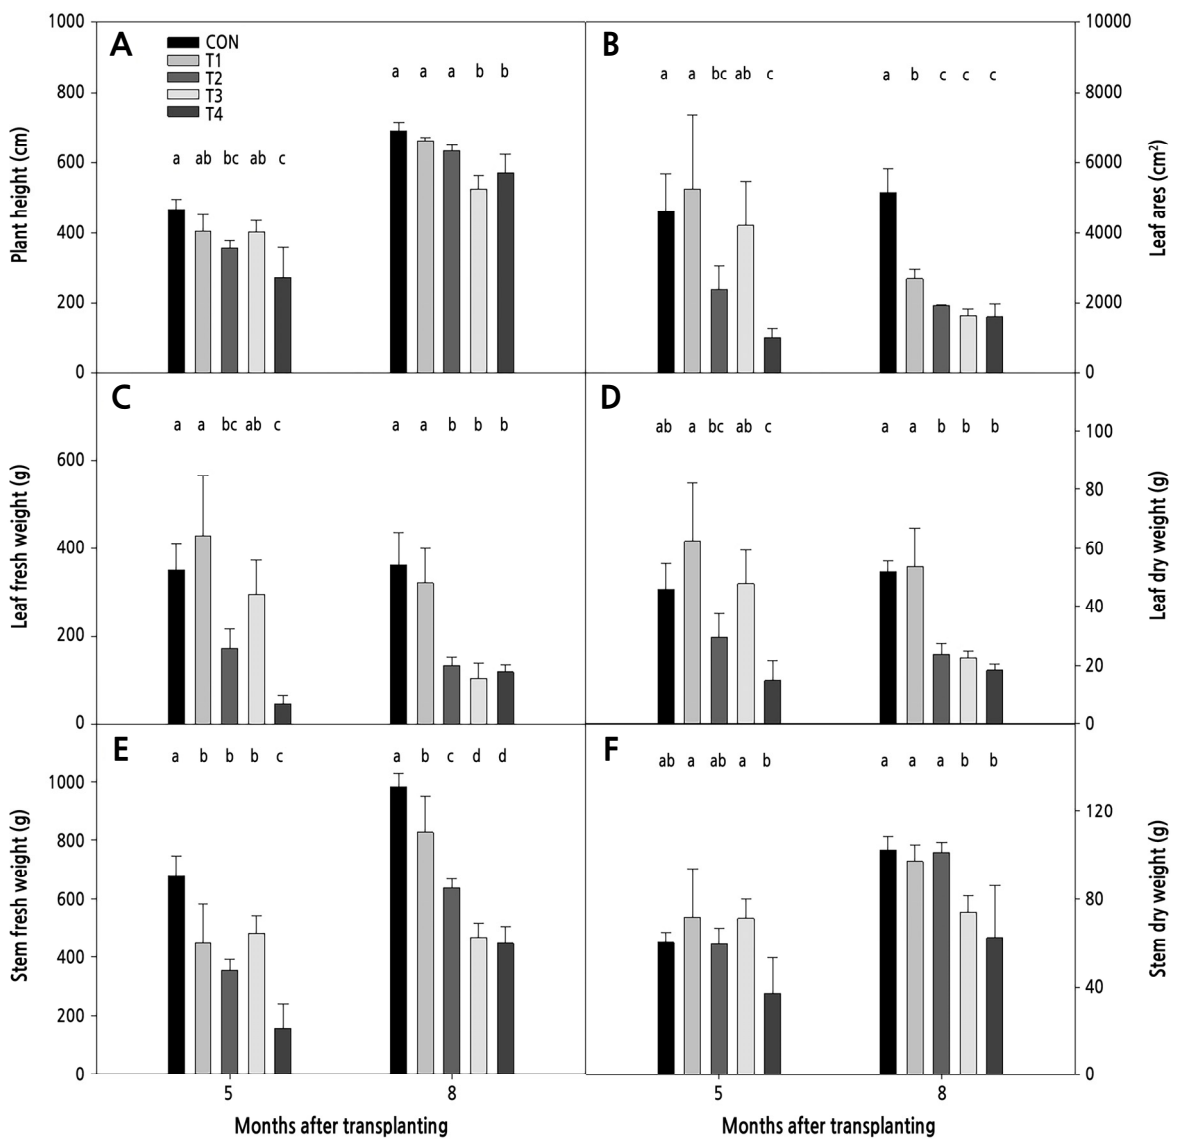 1000
A
CON
T1
T2
T3
T4
800
a a a b b
600
a ab bc ab c
400
200
0
Plant height (cm)
B
10000
a a bc ab c
a b c c c
8000
6000
4000
2000
0
Leaf ares (cm²)
C
a a bc ab c
a a b b b
600
400
200
0
Leaf fresh weight (g)
D
ab a bc ab c
a a b b b
100
80
60
40
20
0
Leaf dry weight (g)
E
a b b b c
a b c d d
1000
800
600
400
200
0
Stem fresh weight (g)
5
8
Months after transplanting
F
ab a ab a b
a a a b b
120
80
40
0
Stem dry weight (g)
5
8
Months after transplanting